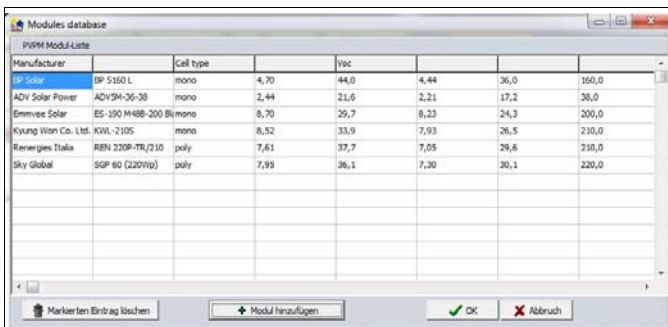 Modules database
PVPM Modul-Liste
Manufacturer Cell type Voc
BP Solar BP 5160 L mono 4,70 44,0 4,44 36,0 160,0
ADV Solar Power ADV5M-36-38 mono 2,44 21,6 2,21 17,2 38,0
Emmvee Solar ES-190 M48B-200 Bl mono 8,70 29,7 8,23 24,3 200,0
Kyung Won Co. Ltd. KWL-210S mono 8,52 33,9 7,93 26,5 210,0
Renergies Italia REN 220P-TR/210 poly 7,61 37,7 7,05 29,6 210,0
Sky Global SGP 60 (220Wp) poly 7,95 36,1 7,30 30,1 220,0
Markierten Eintrag löschen Modul hinzufügen OK Abbruch